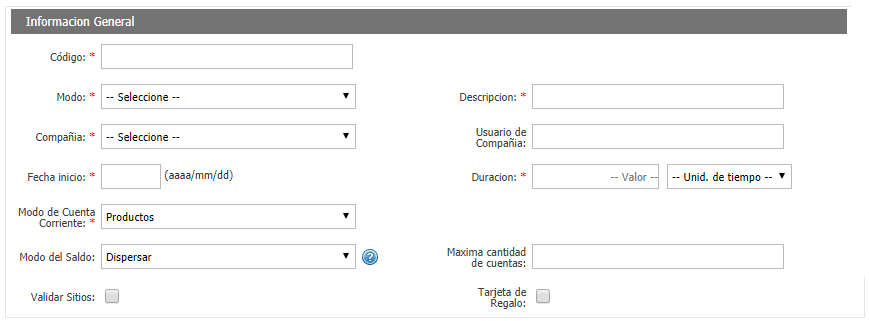 Informacion General
Código: *
Modo: * -- Seleccione -- Descripcion: *
Compañia: * -- Seleccione -- Usuario de
Compañia:
Fecha inicio: * (aaaa/mm/dd) Duracion: * -- Valor -- -- Unid. de tiempo --
Modo de Cuenta
Corriente: * Productos
Modo del Saldo: Dispersar ? Maxima cantidad
de cuentas:
Validar Sitios: Tarjeta de
Regalo: